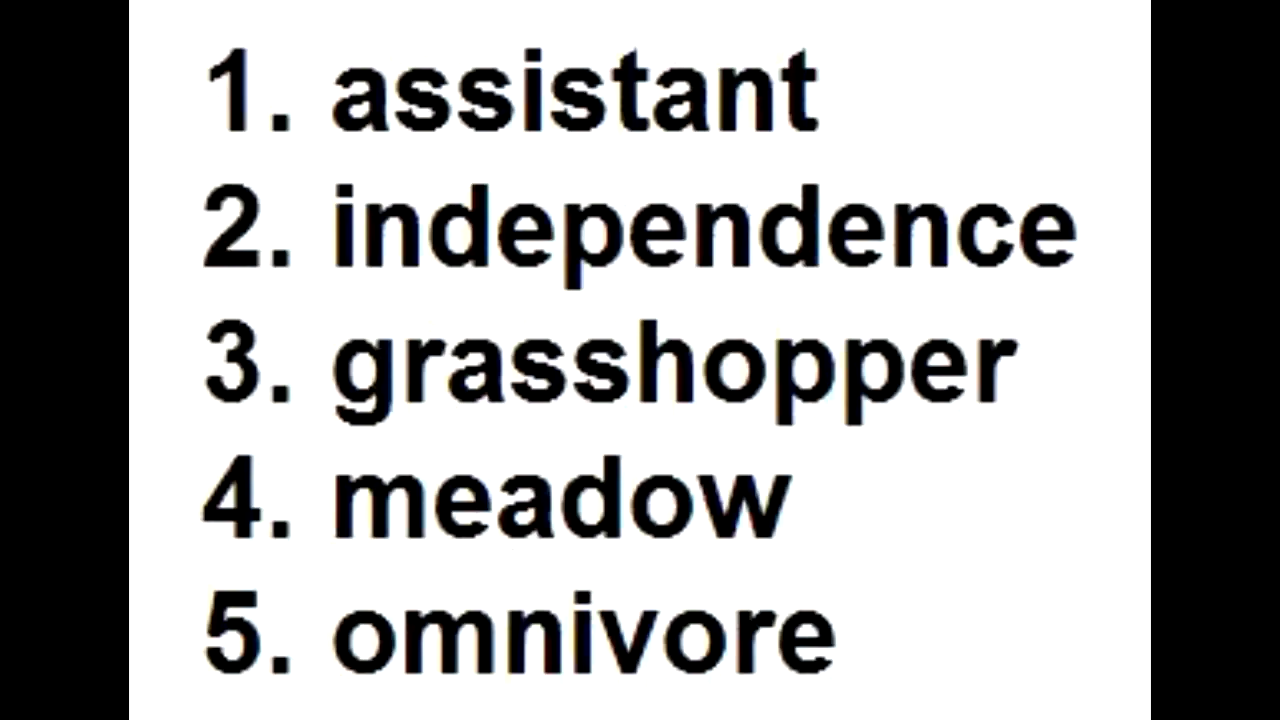 1. assistant
2. independence
3. grasshopper
4. meadow
5. omnivore